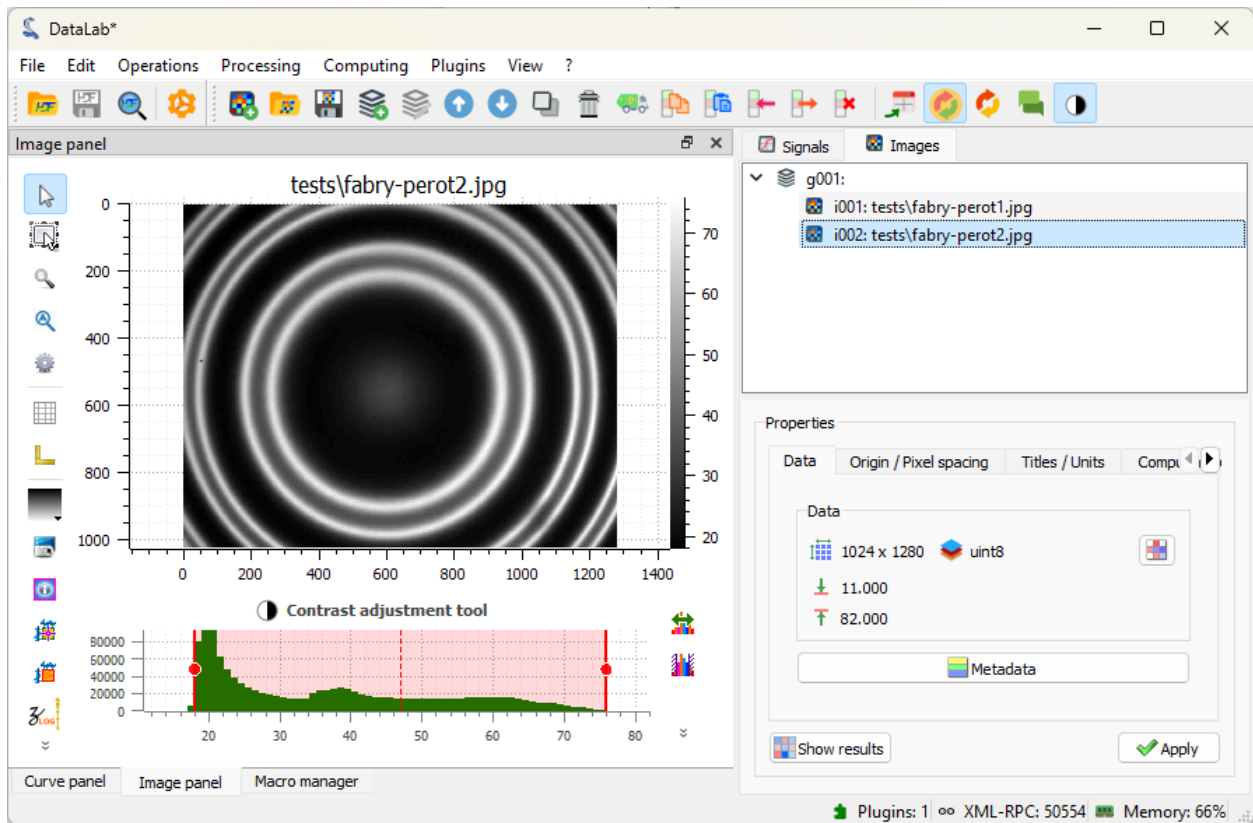 DataLab*
File Edit Operations Processing Computing Plugins View ?
Image panel
Signals Images
g001:
i001: tests\fabry-perot1.jpg
i002: tests\fabry-perot2.jpg
tests\fabry-perot2.jpg
0
200
400
600
800
1000
70
60
50
40
30
20
0 200 400 600 800 1000 1200 1400
Contrast adjustment tool
80000
60000
40000
20000
0
20 30 40 50 60 70 80
LOG
Properties
Data Origin / Pixel spacing Titles / Units
Data
1024 x 1280 uint8
11.000
82.000
Metadata
Show results Apply
Curve panel Image panel Macro manager
Plugins: 1 XML-RPC: 50554 Memory: 66%